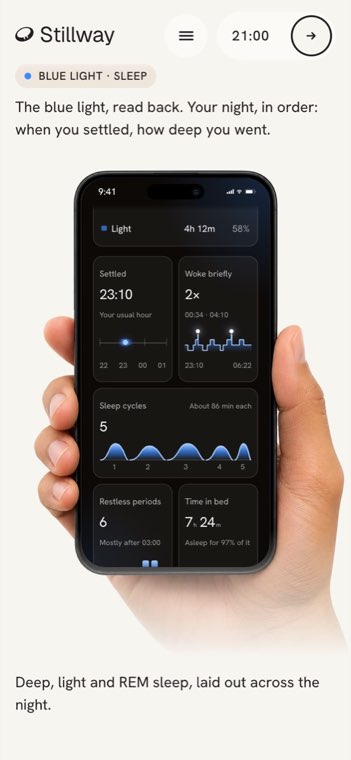 Stillway
21:00
BLUE LIGHT · SLEEP
The blue light, read back. Your night, in order:
when you settled, how deep you went.
9:41
Light 4h 12m 58%
Settled
23:10
Your usual hour
22 23 00 01
Woke briefly
2×
00:34 · 04:10
23:10 06:22
Sleep cycles About 86 min each
5
1 2 3 4 5
Restless periods
6
Mostly after 03:00
Time in bed
7h 24m
Asleep for 97% of it
Deep, light and REM sleep, laid out across the
night.